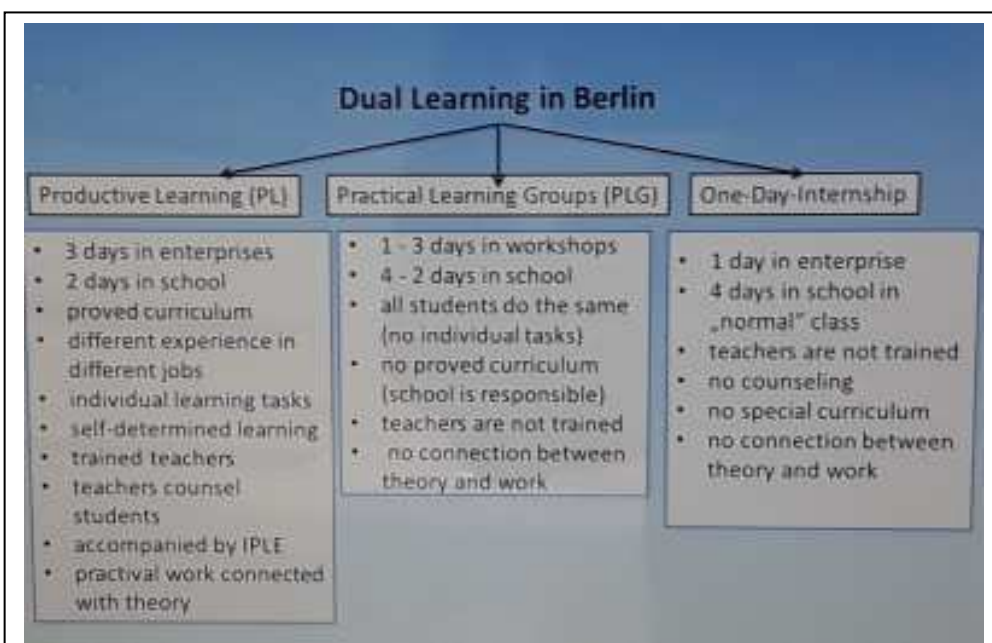 Dual Learning in Berlin
Productive Learning (PL)
• 3 days in enterprises
• 2 days in school
• proved curriculum
• different experience in
different jobs
• individual learning tasks
• self-determined learning
• trained teachers
• teachers counsel
students
• accompanied by IPLE
• practival work connected
with theory
Practical Learning Groups (PLG)
• 1 - 3 days in workshops
• 4 - 2 days in school
• all students do the same
(no individual tasks)
• no proved curriculum
(school is responsible)
• teachers are not trained
• no connection between
theory and work
One-Day-Internship
• 1 day in enterprise
• 4 days in school in
„normal" class
• teachers are not trained
• no counseling
• no special curriculum
• no connection between
theory and work